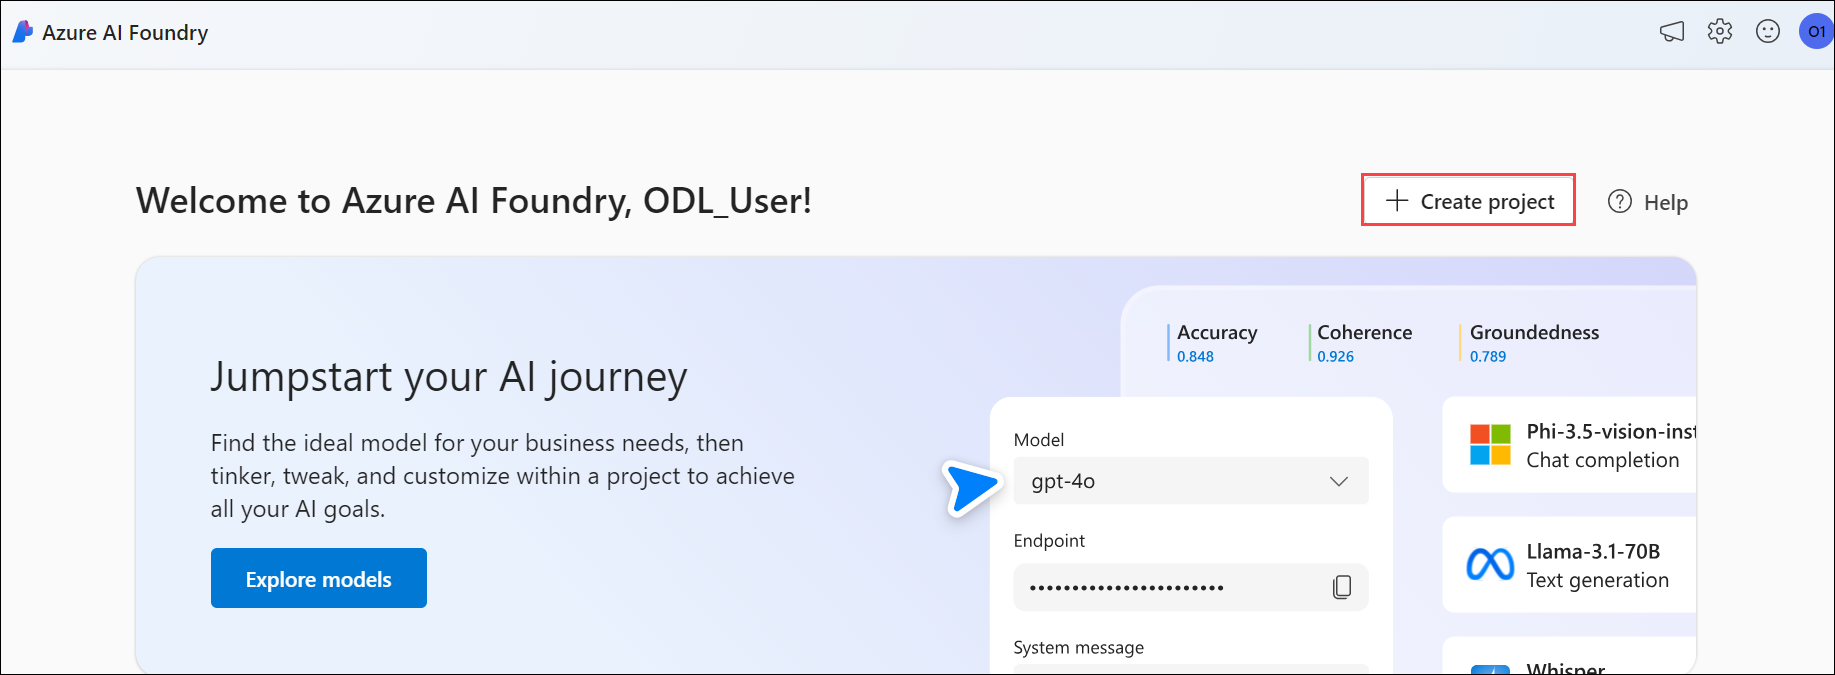 Azure AI Foundry
O1
Welcome to Azure AI Foundry, ODL_User!
Create project
Help
Jumpstart your AI journey
Find the ideal model for your business needs, then
tinker, tweak, and customize within a project to achieve
all your AI goals.
Explore models
Accuracy
0.848
Coherence
0.926
Groundedness
0.789
Model
gpt-4o
Endpoint
System message
Phi-3.5-vision-inst
Chat completion
Llama-3.1-70B
Text generation
Whisper